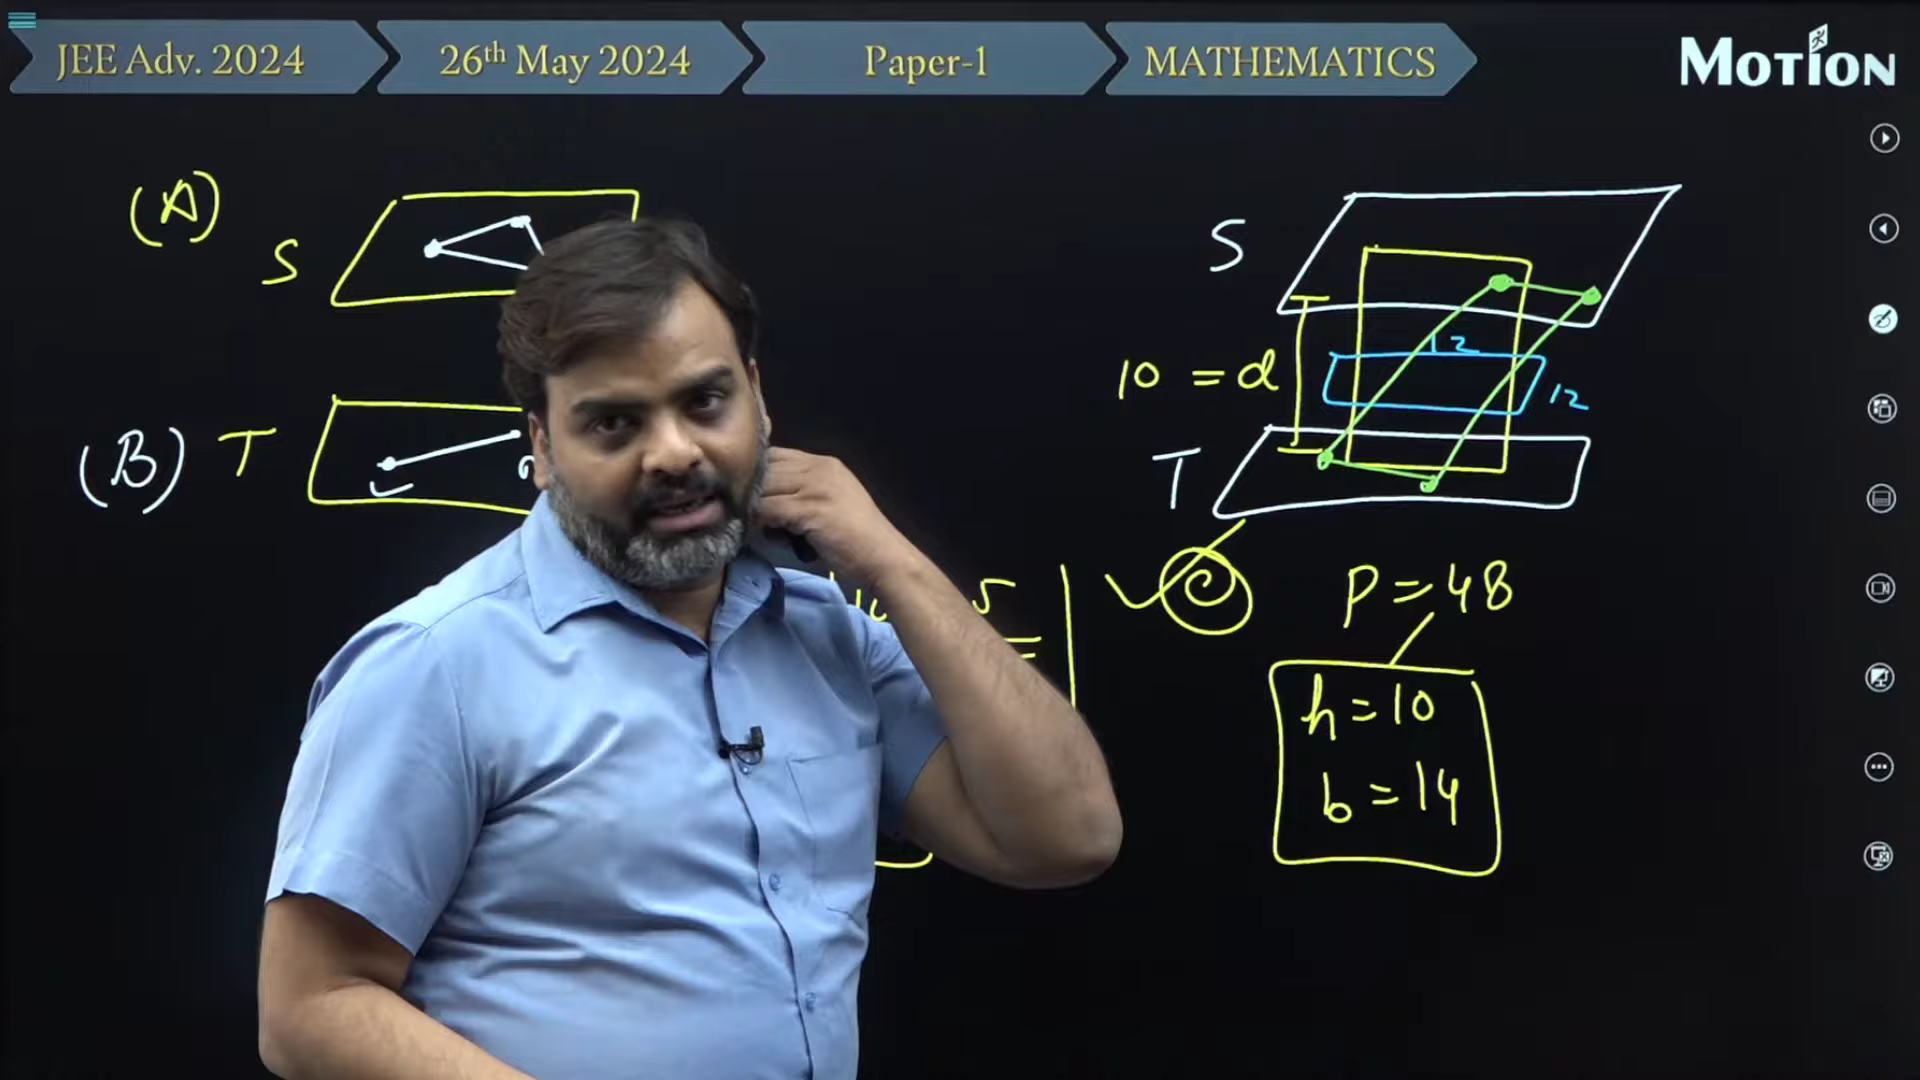 JEE Adv. 2024
26th May 2024
Paper-1
MATHEMATICS
MOTION
(A)
S
(B) T
S
10 = d
12
12
T
P = 48
h = 10
b = 14